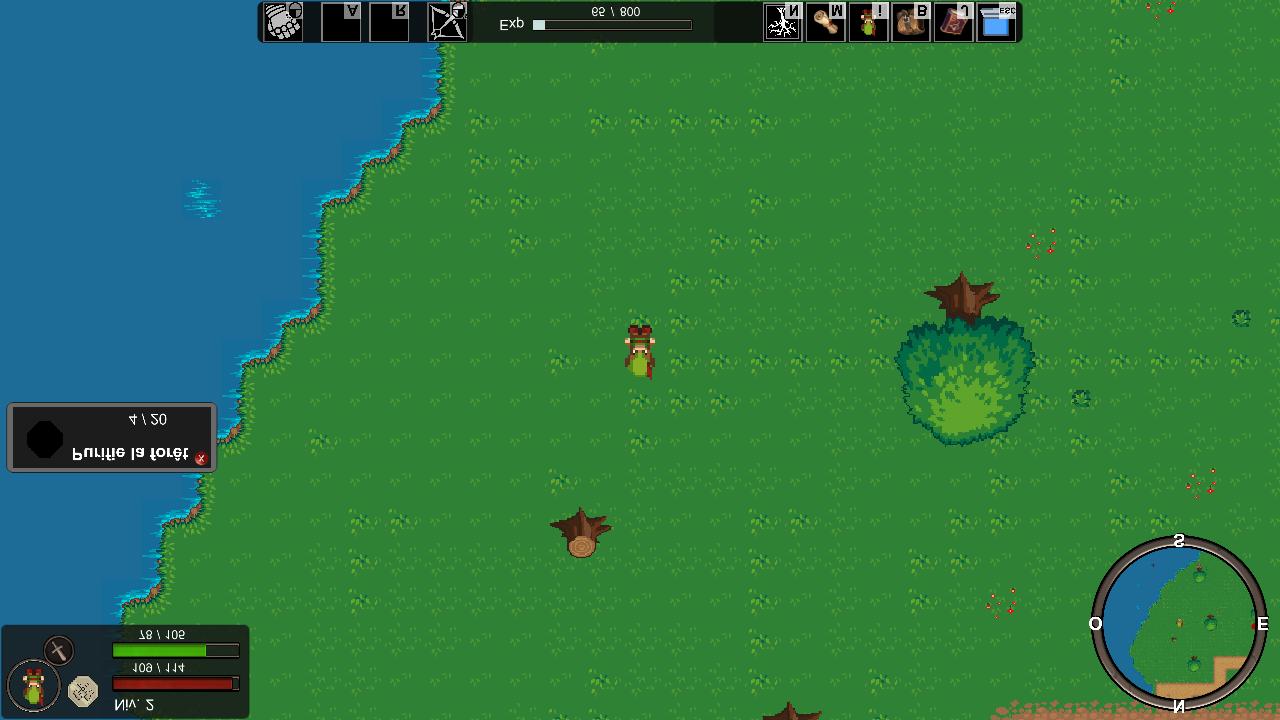 Niv. 2
109 / 114
78 / 105
N
O E
S
Purifie la forêt
x
4 / 20
Exp
65 / 800
A R N M I B J ESC